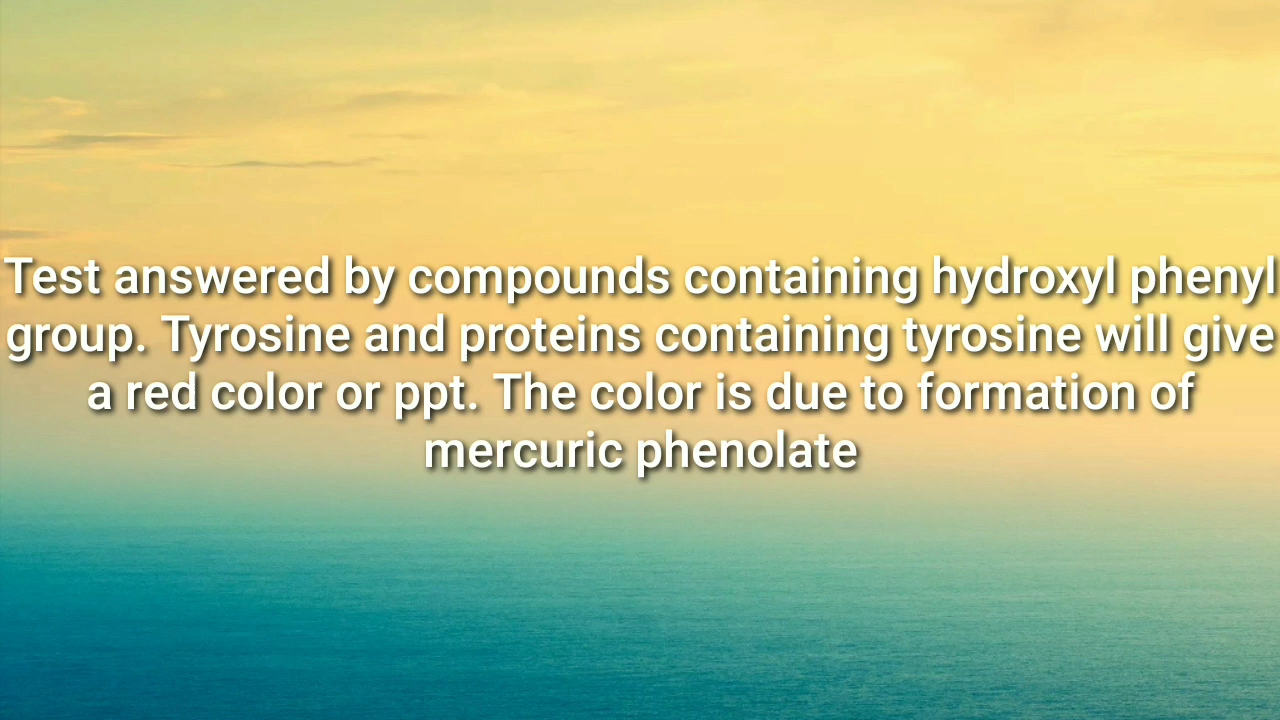 Test answered by compounds containing hydroxyl phenyl
group. Tyrosine and proteins containing tyrosine will give
a red color or ppt. The color is due to formation of
mercuric phenolate